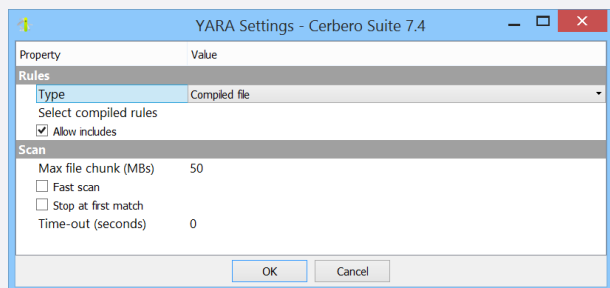 YARA Settings - Cerbero Suite 7.4
Property Value
Rules
Type Compiled file
Select compiled rules
Allow includes
Scan
Max file chunk (MBs) 50
Fast scan
Stop at first match
Time-out (seconds) 0
OK Cancel